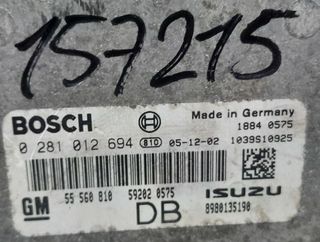 157215
BOSCH Made in Germany
1884 0575
0 281 012 694 81D 05-12-02 1039S10925
GM 55 560 810 59202 0575 ISUZU
DB 8980135190